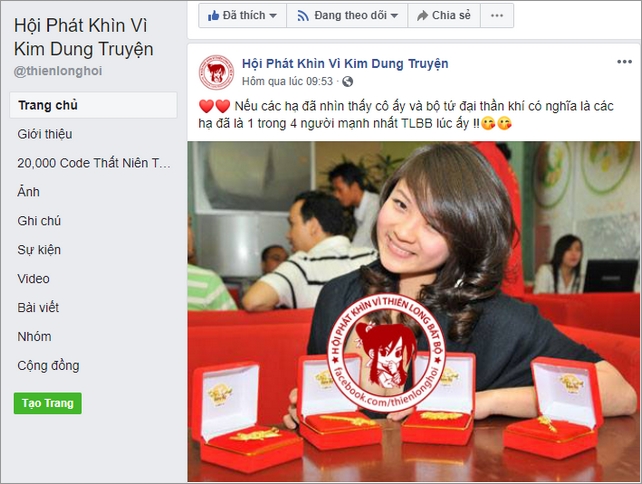 Hội Phát Khìn Vì
Kim Dung Truyện
@thienlonghoi
Trang chủ
Giới thiệu
20,000 Code Thất Niên T…
Ảnh
Ghi chú
Sự kiện
Video
Bài viết
Nhóm
Cộng đồng
Tạo Trang
Đã thích
Đang theo dõi
Chia sẻ
Hội Phát Khìn Vì Kim Dung Truyện
Hôm qua lúc 09:53
❤️❤️ Nếu các hạ đã nhìn thấy cô ấy và bộ tứ đại thần khí có nghĩa là các
hạ đã là 1 trong 4 người mạnh nhất TLBB lúc ấy !!😘😘
HỘI PHÁT KHÌN VÌ THIÊN LONG BÁT BỘ
facebook.com/thienlonghoi